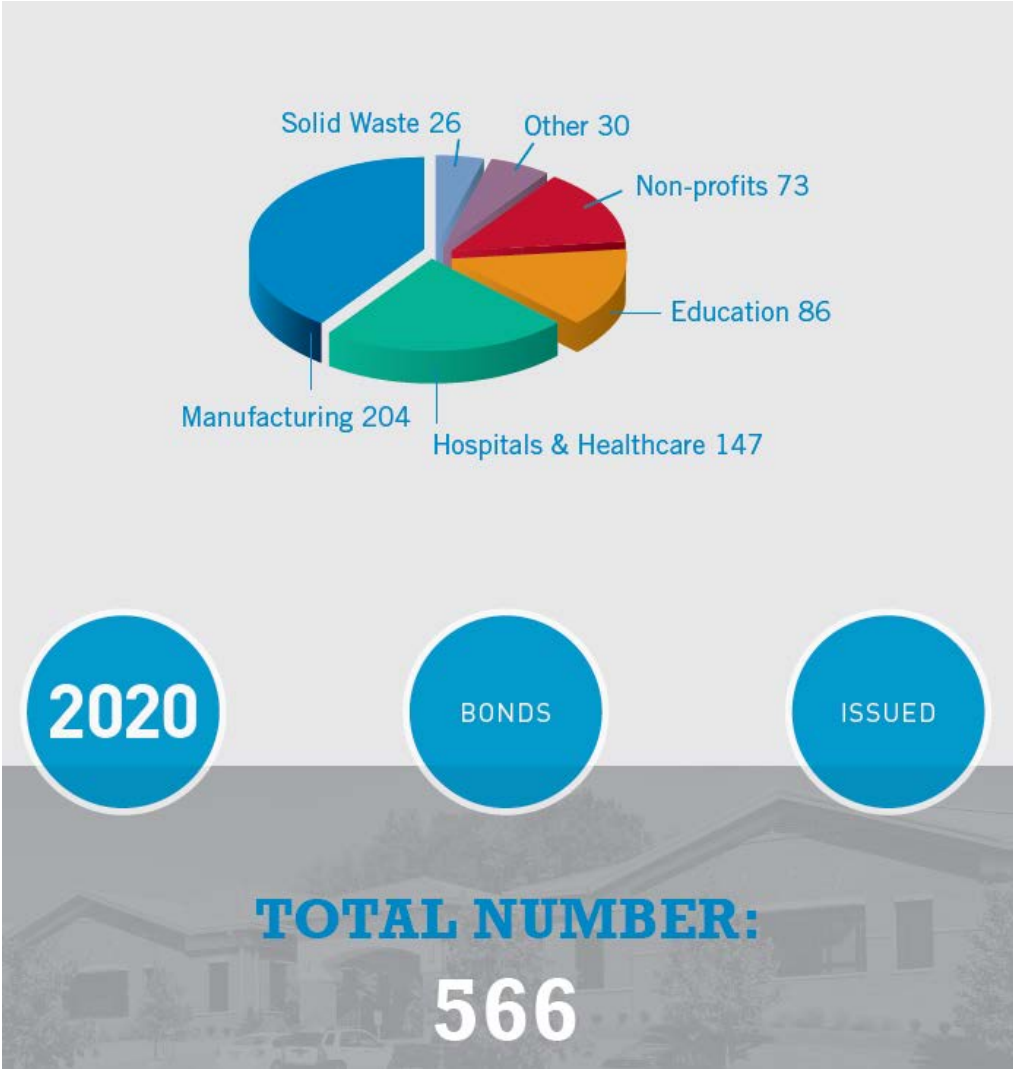 Solid Waste 26
Other 30
Non-profits 73
Education 86
Manufacturing 204
Hospitals & Healthcare 147
2020
BONDS
ISSUED
TOTAL NUMBER:
566